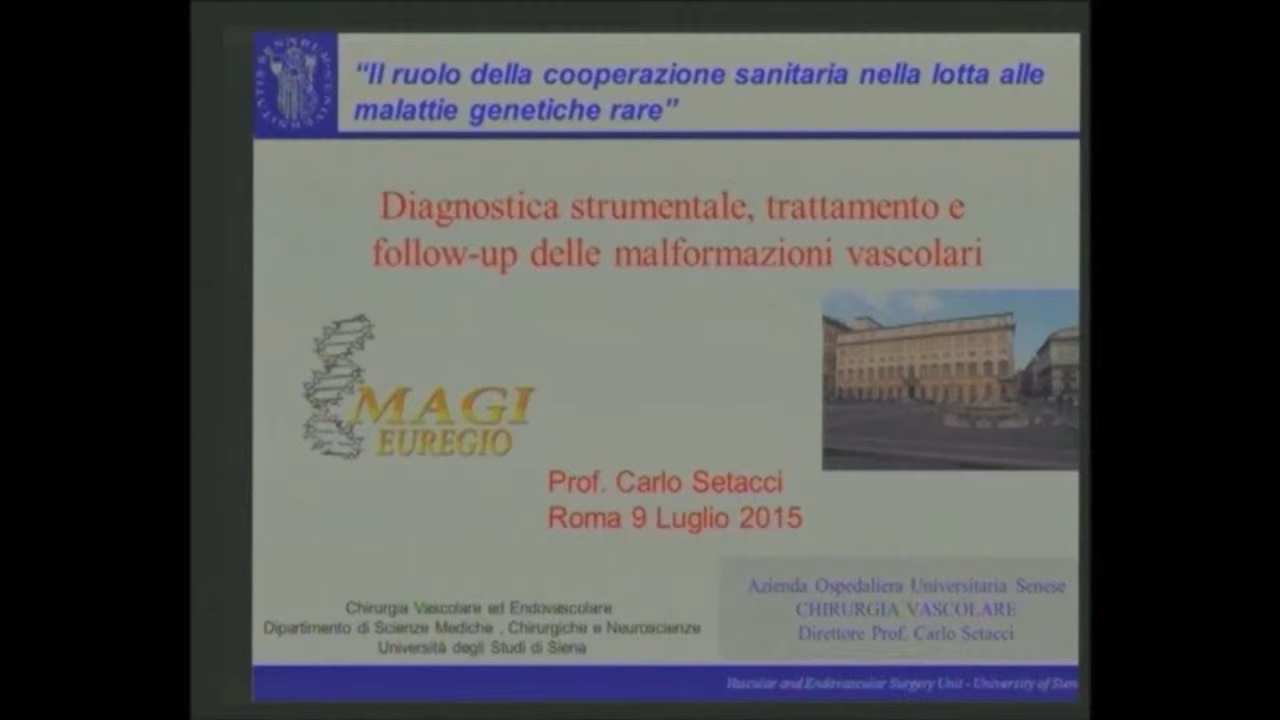 “Il ruolo della cooperazione sanitaria nella lotta alle
malattie genetiche rare”
Diagnostica strumentale, trattamento e
follow-up delle malformazioni vascolari
MAGI
EUREGIO
Prof. Carlo Setacci
Roma 9 Luglio 2015
Chirurgia Vascolare ed Endovascolare
Dipartimento di Scienze Mediche , Chirurgiche e Neuroscienze
Università degli Studi di Siena
Azienda Ospedaliera Universitaria Senese
CHIRURGIA VASCOLARE
Direttore Prof. Carlo Setacci
Vascular and Endovascular Surgery Unit - University of Sien